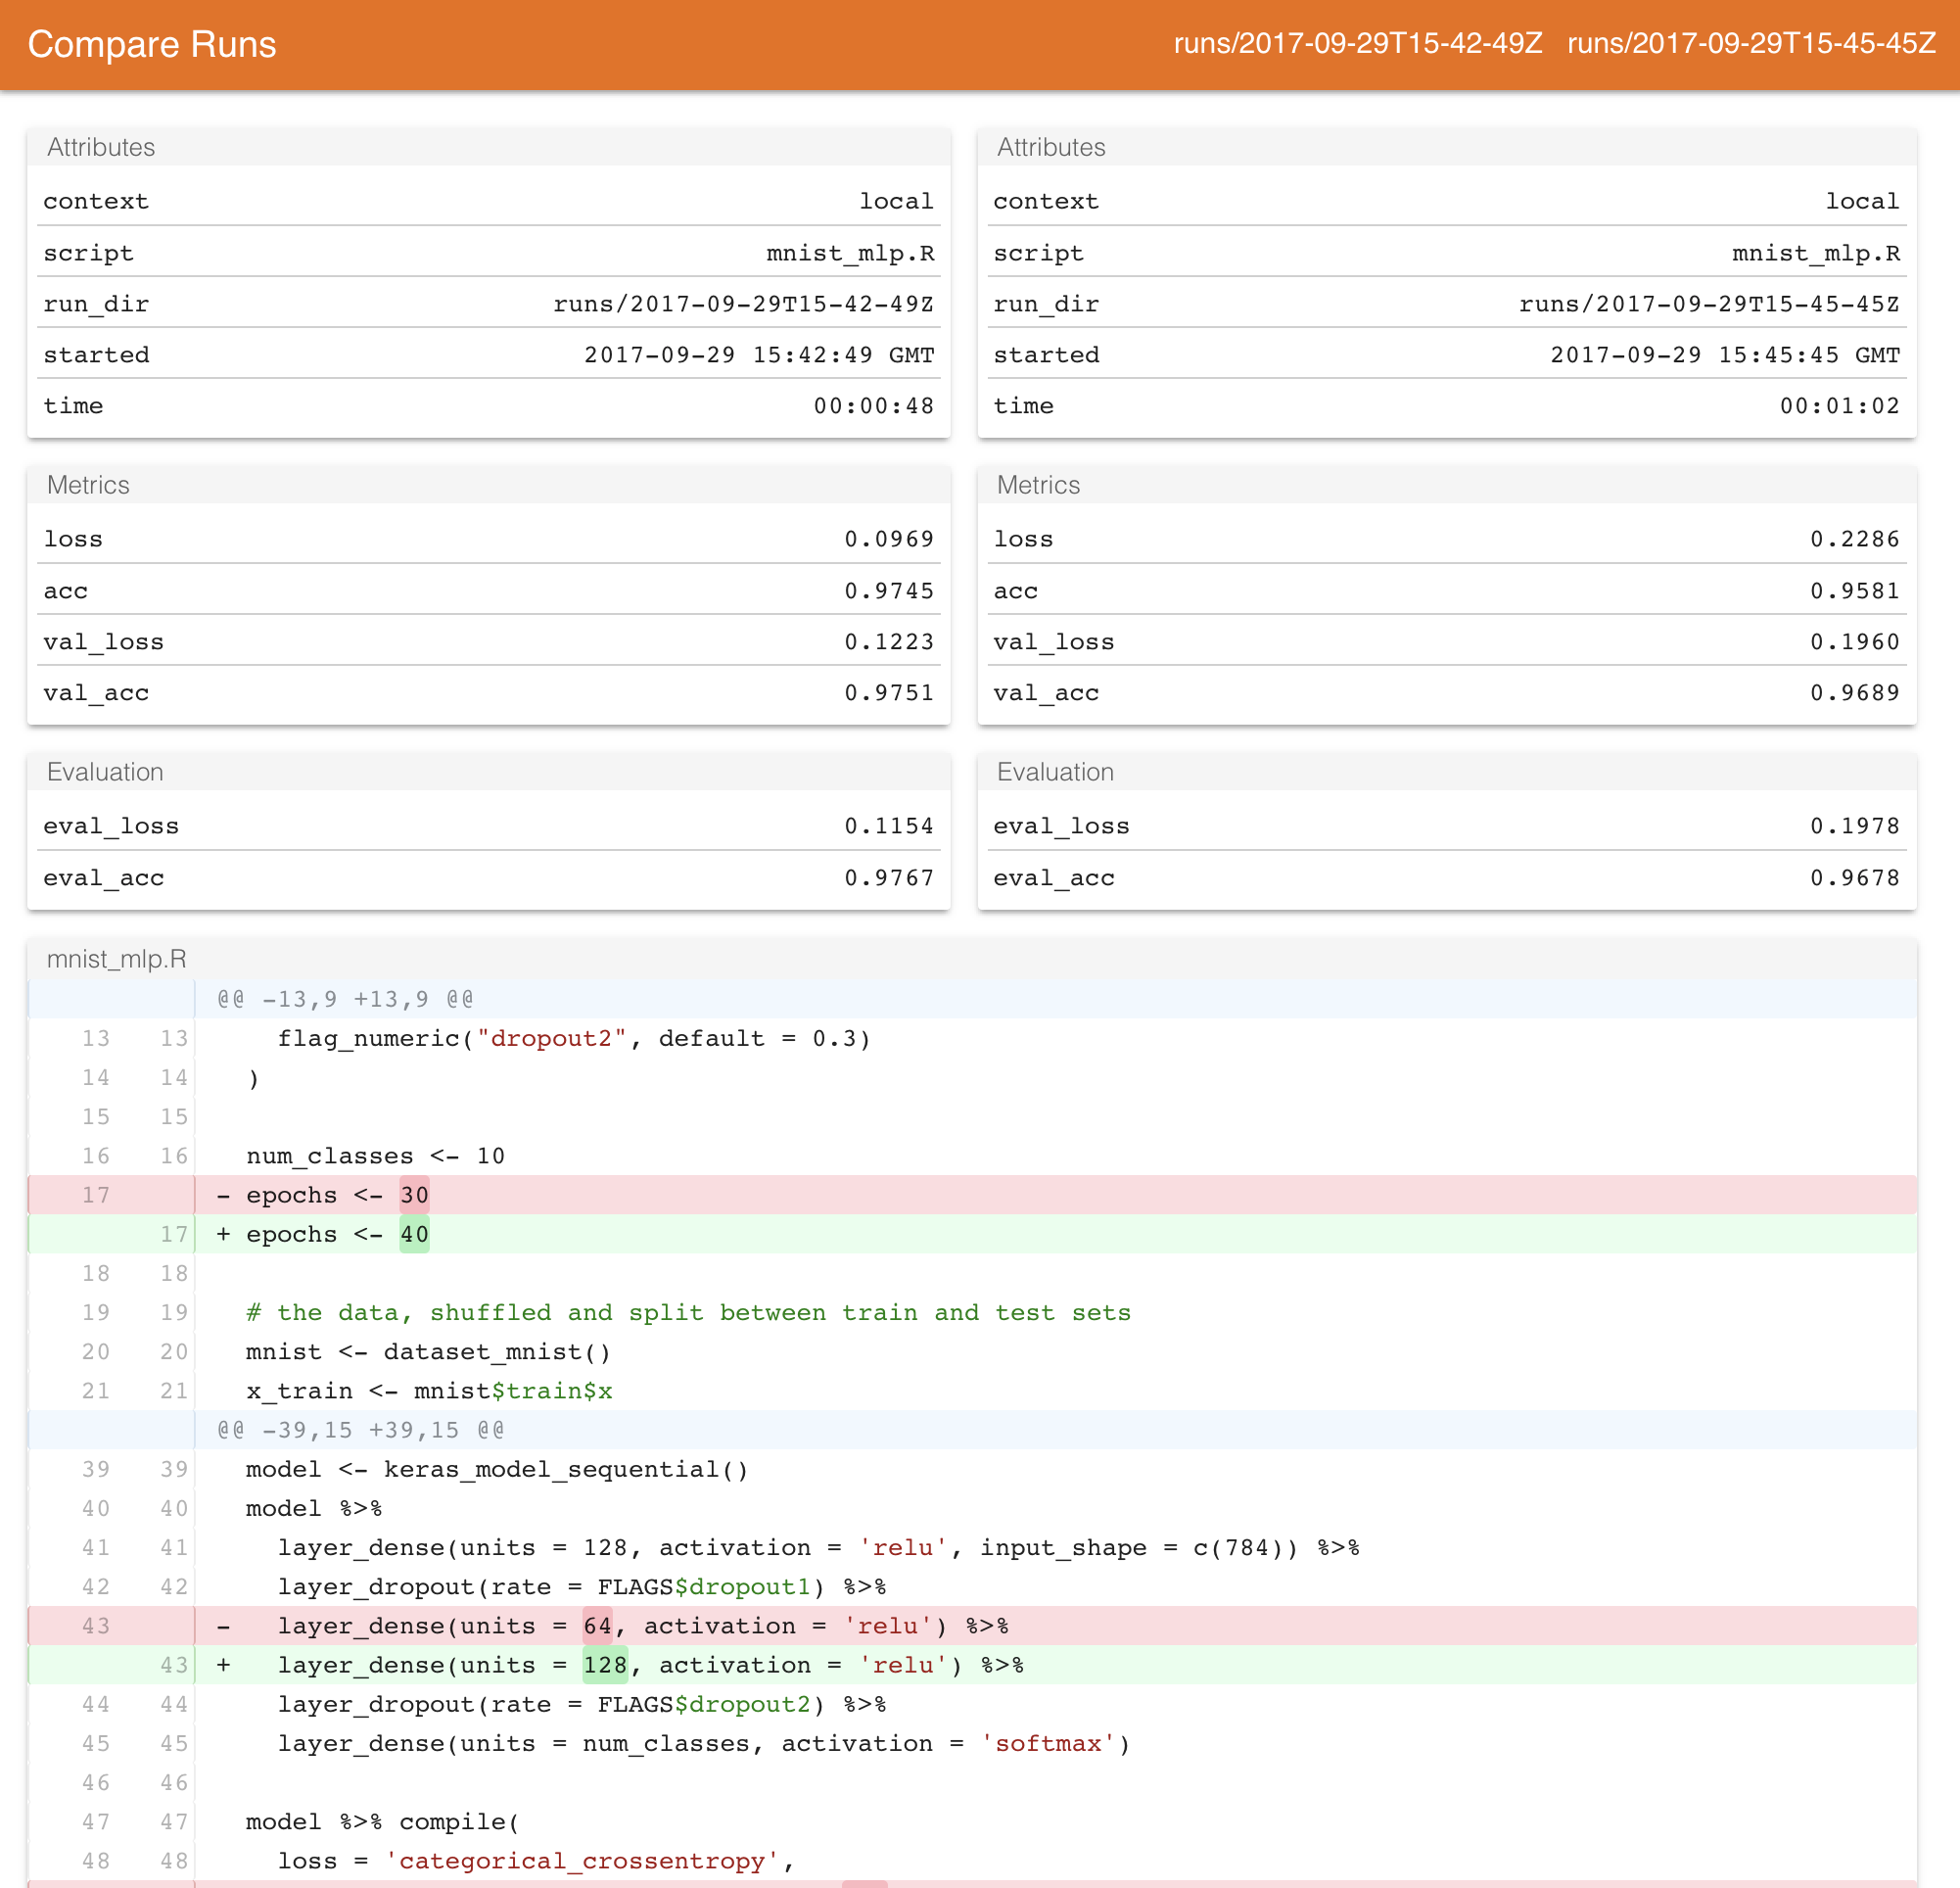 Compare Runs runs/2017-09-29T15-42-49Z runs/2017-09-29T15-45-45Z
Attributes
context local
script mnist_mlp.R
run_dir runs/2017-09-29T15-42-49Z
started 2017-09-29 15:42:49 GMT
time 00:00:48
Attributes
context local
script mnist_mlp.R
run_dir runs/2017-09-29T15-45-45Z
started 2017-09-29 15:45:45 GMT
time 00:01:02
Metrics
loss 0.0969
acc 0.9745
val_loss 0.1223
val_acc 0.9751
Metrics
loss 0.2286
acc 0.9581
val_loss 0.1960
val_acc 0.9689
Evaluation
eval_loss 0.1154
eval_acc 0.9767
Evaluation
eval_loss 0.1978
eval_acc 0.9678
mnist_mlp.R
@@ -13,9 +13,9 @@
13 13 flag_numeric("dropout2", default = 0.3)
14 14 )
15 15
16 16 num_classes <- 10
17 - epochs <- 30
17 + epochs <- 40
18 18
19 19 # the data, shuffled and split between train and test sets
20 20 mnist <- dataset_mnist()
21 21 x_train <- mnist$train$x
@@ -39,15 +39,15 @@
39 39 model <- keras_model_sequential()
40 40 model %>%
41 41 layer_dense(units = 128, activation = 'relu', input_shape = c(784)) %>%
42 42 layer_dropout(rate = FLAGS$dropout1) %>%
43 - layer_dense(units = 64, activation = 'relu') %>%
43 + layer_dense(units = 128, activation = 'relu') %>%
44 44 layer_dropout(rate = FLAGS$dropout2) %>%
45 45 layer_dense(units = num_classes, activation = 'softmax')
46 46
47 47 model %>% compile(
48 48 loss = 'categorical_crossentropy',